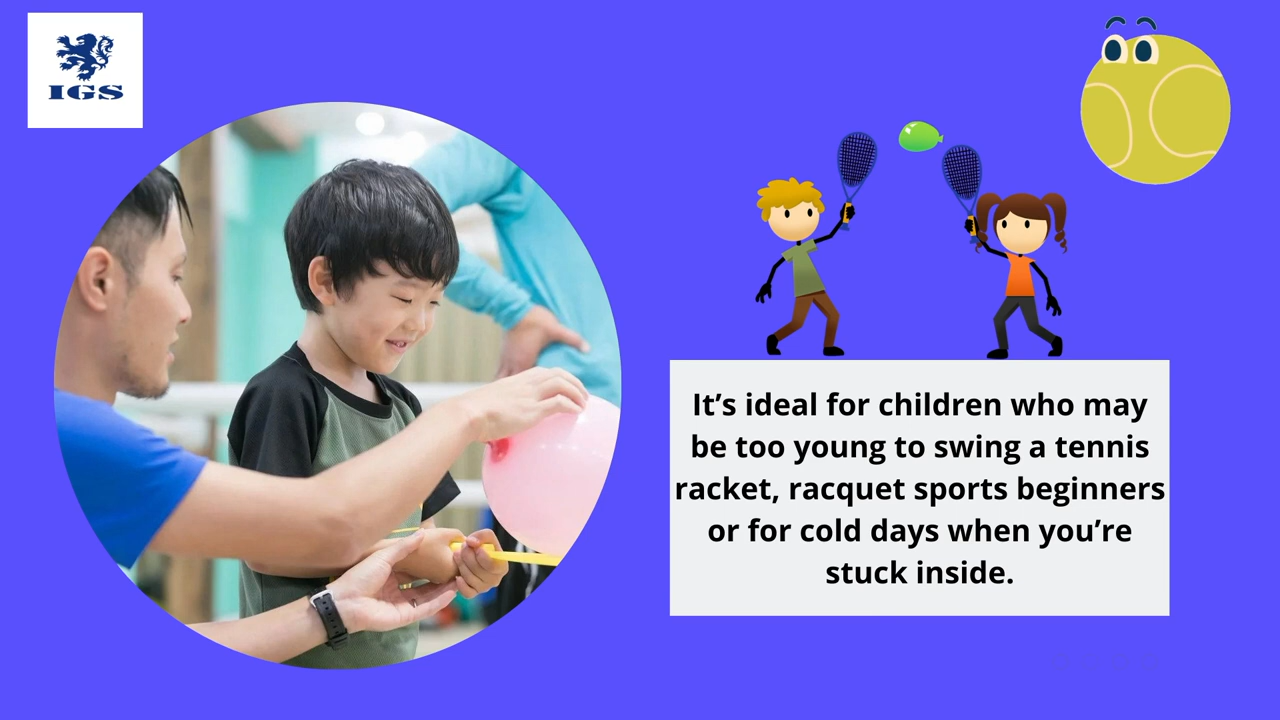 IGS
It’s ideal for children who may
be too young to swing a tennis
racket, racquet sports beginners
or for cold days when you’re
stuck inside.